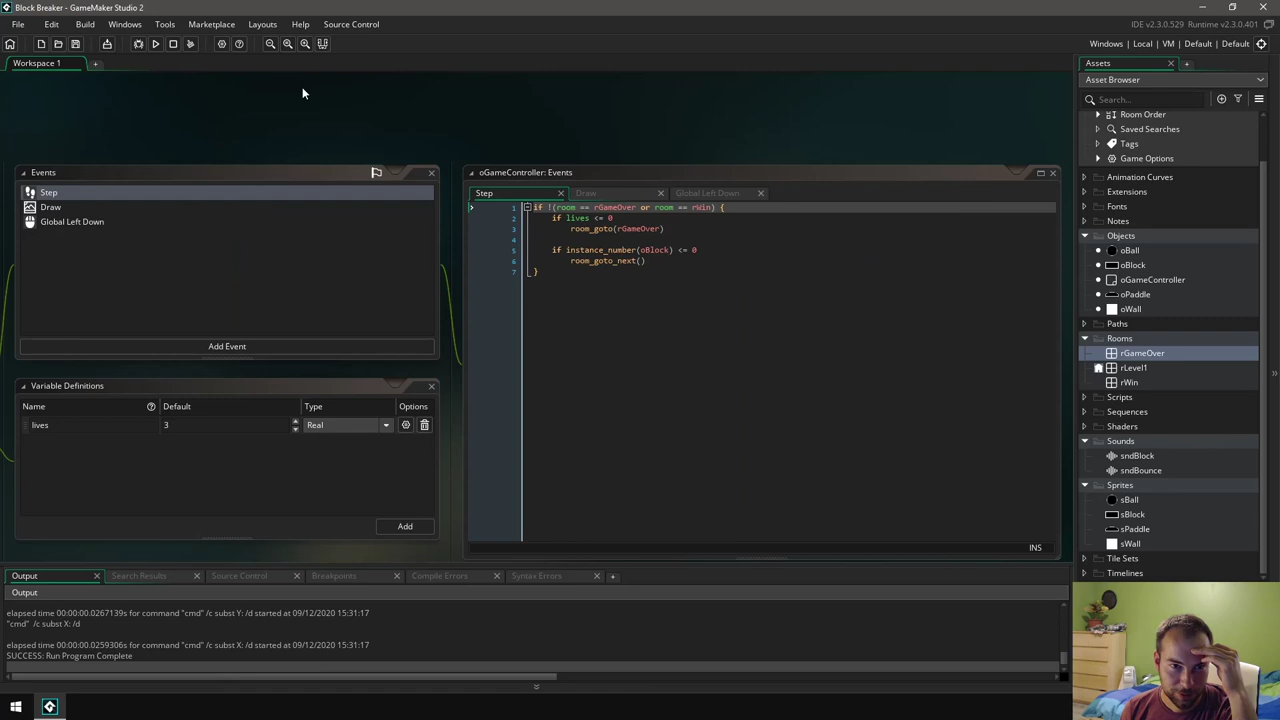 Block Breaker - GameMaker Studio 2
File Edit Build Windows Tools Marketplace Layouts Help Source Control
IDE v2.3.0.529 Runtime v2.3.0.401
Windows | Local | VM | Default | Default
Workspace 1
Events
Step
Draw
Global Left Down
Add Event
Variable Definitions
Name Default Type Options
lives 3 Real
Add
oGameController: Events
Step Draw Global Left Down
1 if !(room == rGameOver or room == rWin) {
2 if lives <= 0
3 room_goto(rGameOver)
4
5 if instance_number(oBlock) <= 0
6 room_goto_next()
7 }
INS
Output Search Results Source Control Breakpoints Compile Errors Syntax Errors
Output
elapsed time 00:00:00.0267139s for command "cmd" /c subst Y: /d started at 09/12/2020 15:31:17
"cmd" /c subst X: /d
elapsed time 00:00:00.0259306s for command "cmd" /c subst X: /d started at 09/12/2020 15:31:17
SUCCESS: Run Program Complete
Assets
Asset Browser
Search...
Room Order
Saved Searches
Tags
Game Options
Animation Curves
Extensions
Fonts
Notes
Objects
oBall
oBlock
oGameController
oPaddle
oWall
Paths
Rooms
rGameOver
rLevel1
rWin
Scripts
Sequences
Shaders
Sounds
sndBlock
sndBounce
Sprites
sBall
sBlock
sPaddle
sWall
Tile Sets
Timelines